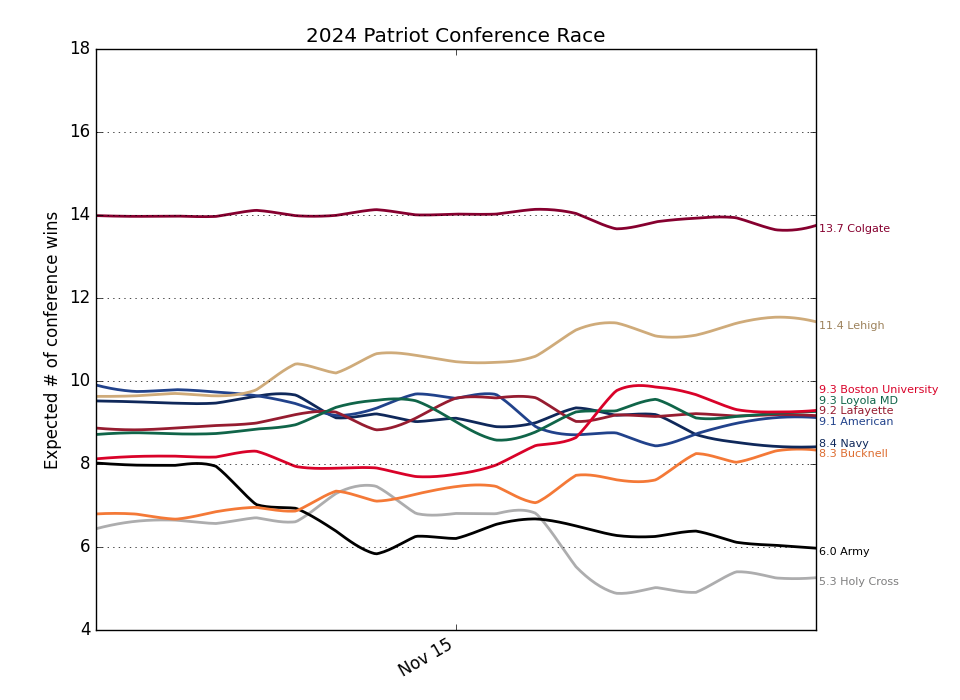 2024 Patriot Conference Race
Expected # of conference wins
18
16
14
12
10
8
6
4
Nov 15
13.7 Colgate
11.4 Lehigh
9.3 Boston University
9.3 Loyola MD
9.2 Lafayette
9.1 American
8.4 Navy
8.3 Bucknell
6.0 Army
5.3 Holy Cross